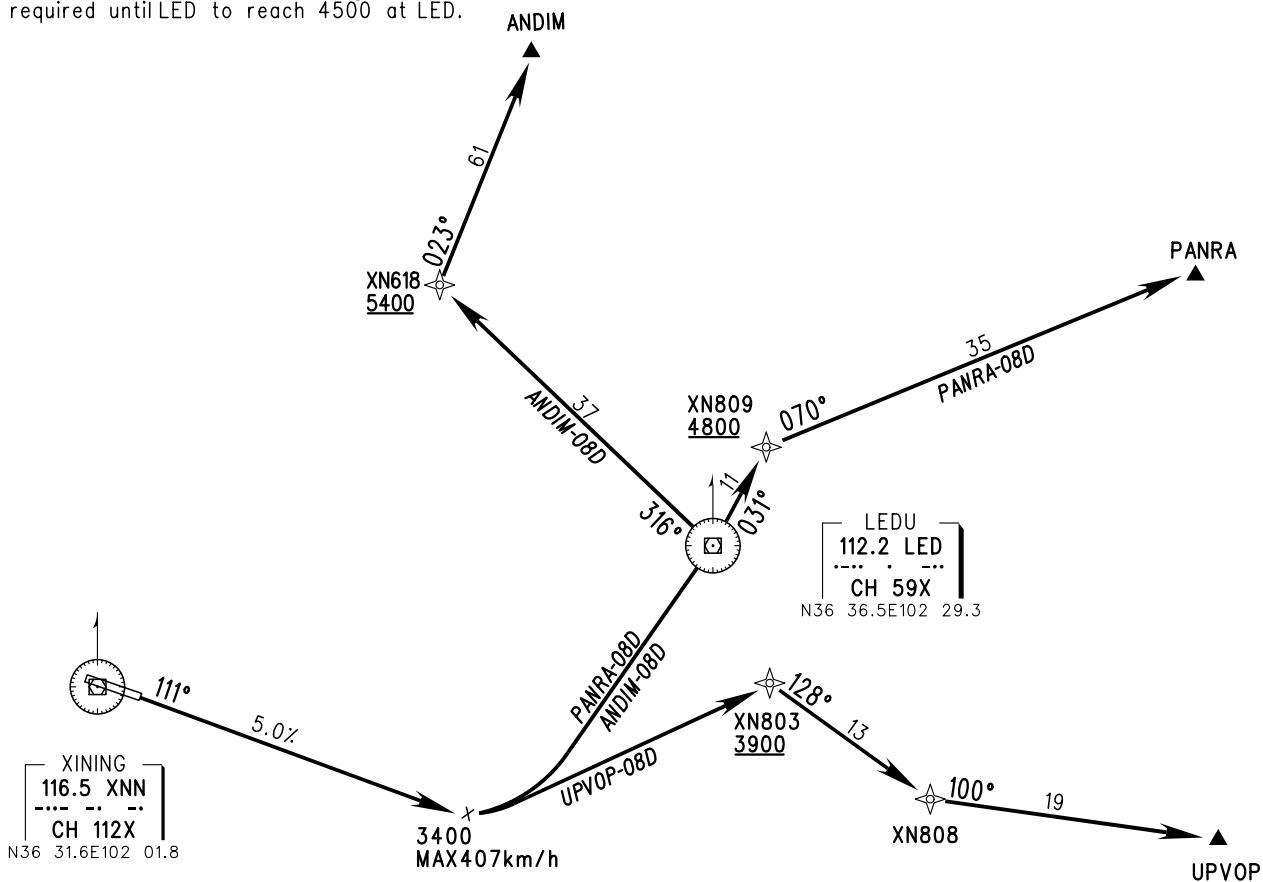 required until LED to reach 4500 at LED.
ANDIM
61
023°
XN618
5400
PANRA
35
PANRA-08D
37
ANDIM-08D
XN809
4800
070°
11
031°
316°
LEDU
112.2 LED
·-·· · -··
CH 59X
N36 36.5E102 29.3
PANRA-08D
ANDIM-08D
111°
5.0%
XINING
116.5 XNN
-··- -· -·
CH 112X
N36 31.6E102 01.8
3400
MAX407km/h
UPVOP-08D
XN803
3900
128°
13
XN808
100°
19
UPVOP